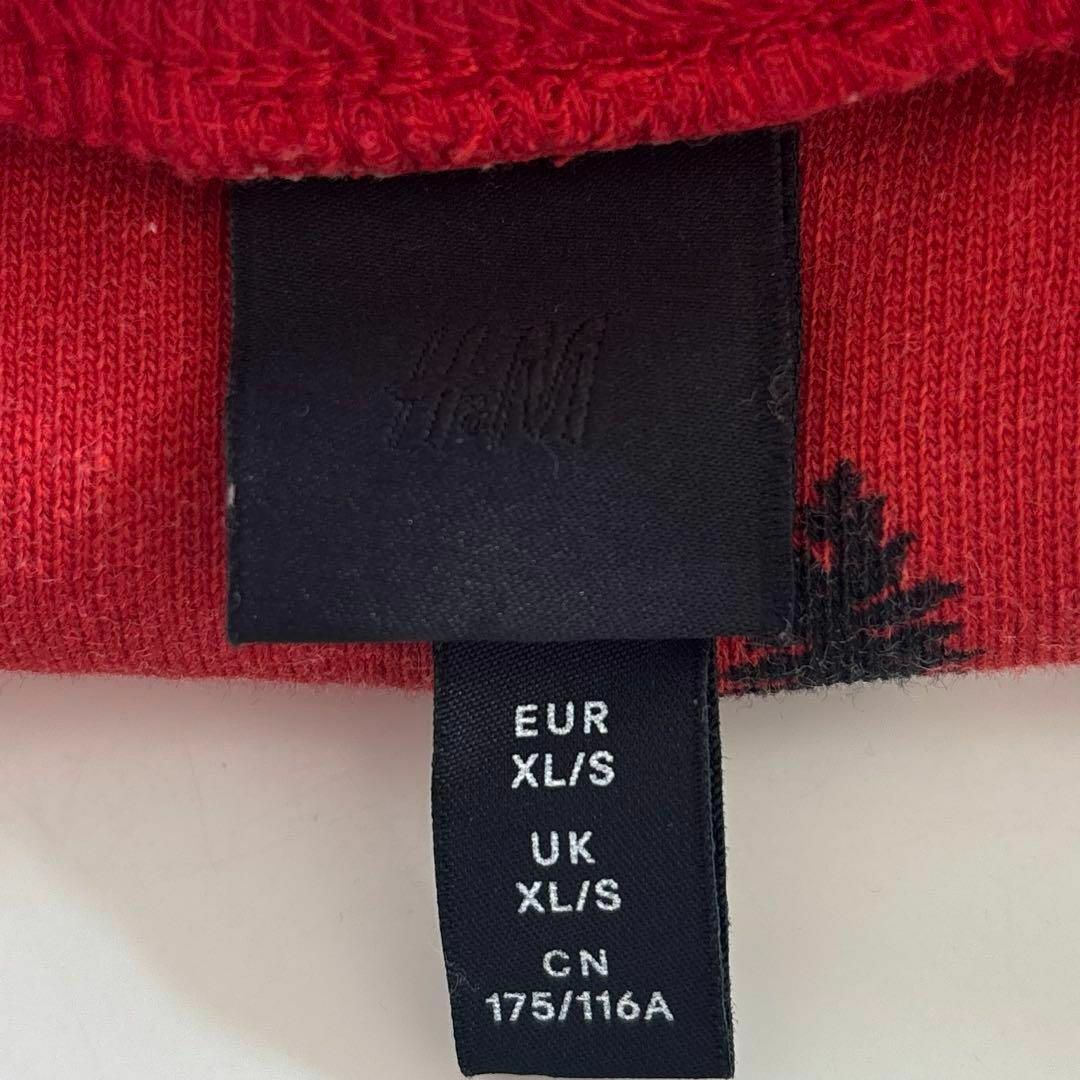 H&M
EUR
XL/S
UK
XL/S
CN
175/116A